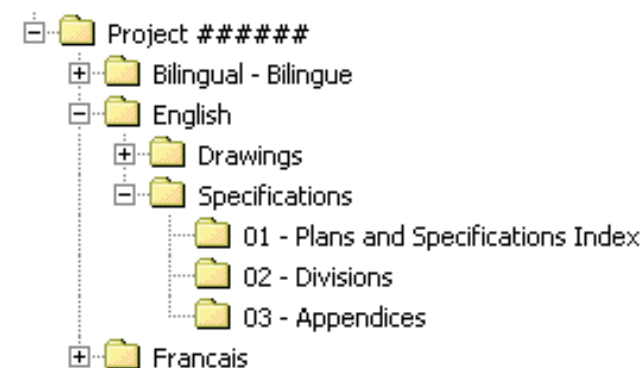 Project ######
Bilingual - Bilingue
English
Drawings
Specifications
01 - Plans and Specifications Index
02 - Divisions
03 - Appendices
Francais